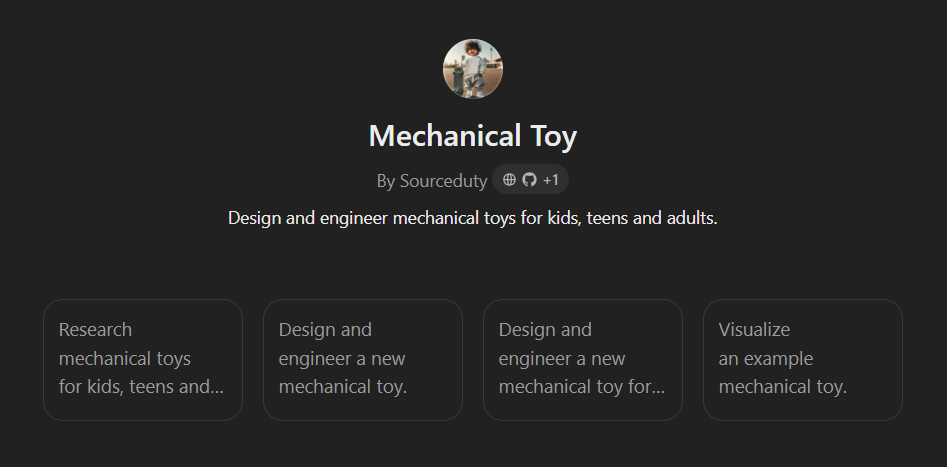 Mechanical Toy
By Sourceduty +1
Design and engineer mechanical toys for kids, teens and adults.
Research
mechanical toys
for kids, teens and...
Design and
engineer a new
mechanical toy.
Design and
engineer a new
mechanical toy for...
Visualize
an example
mechanical toy.